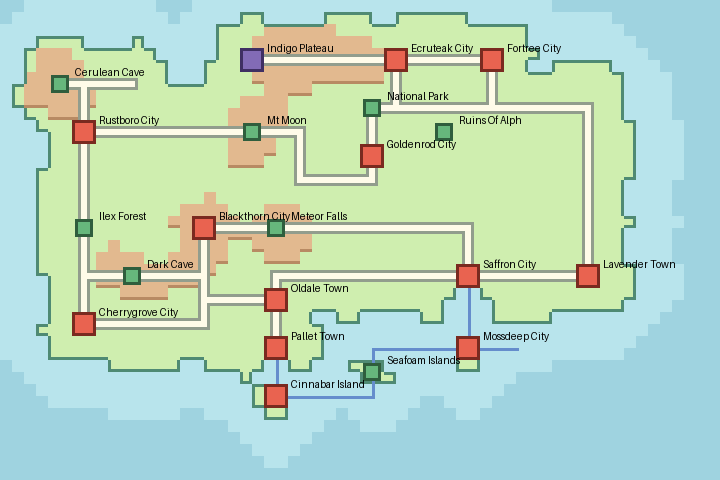 Indigo Plateau
Ecruteak City
Fortree City
Cerulean Cave
National Park
Rustboro City
Mt Moon
Ruins Of Alph
Goldenrod City
Ilex Forest
Blackthorn City
Meteor Falls
Dark Cave
Saffron City
Lavender Town
Oldale Town
Cherrygrove City
Pallet Town
Mossdeep City
Seafoam Islands
Cinnabar Island